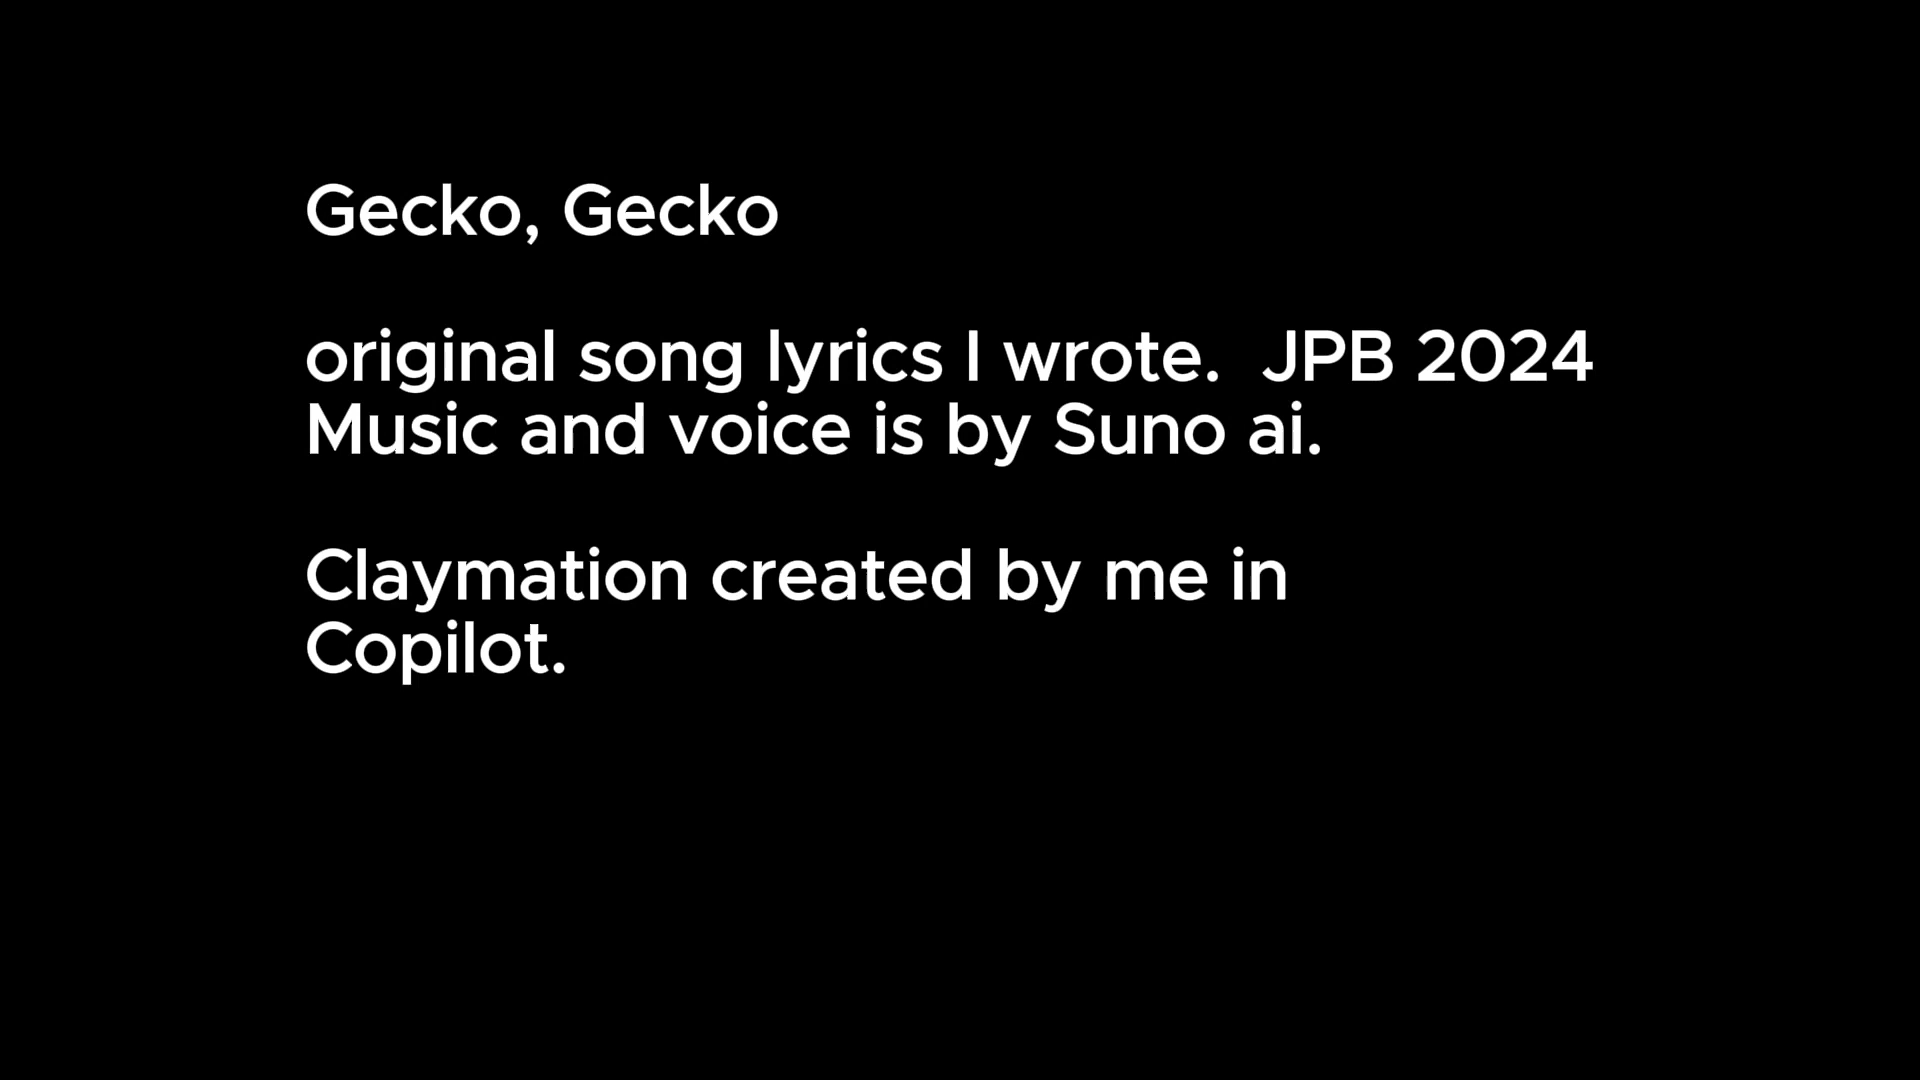 Gecko, Gecko
original song lyrics I wrote.  JPB 2024
Music and voice is by Suno ai.
Claymation created by me in
Copilot.